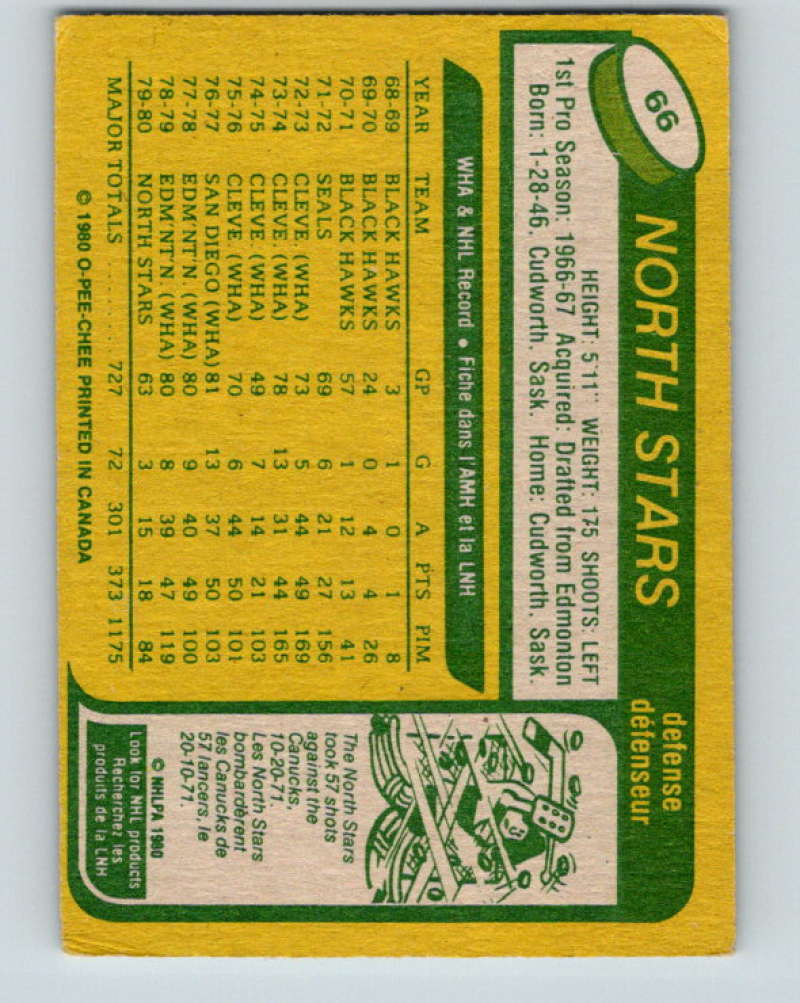 66
NORTH STARS
defense
défenseur
HEIGHT: 5'11" WEIGHT: 175 SHOOTS: LEFT
1st Pro Season: 1966-67 Acquired: Drafted from Edmonton
Born: 1-28-46. Cudworth. Sask. Home: Cudworth. Sask.
WHA & NHL Record • Fiche dans l'AMH et la LNH
YEAR TEAM GP G A PTS PIM
68-69 BLACK HAWKS 3 1 0 1 8
69-70 BLACK HAWKS 24 0 4 4 26
70-71 BLACK HAWKS 57 1 12 13 41
71-72 SEALS 69 6 21 27 156
72-73 CLEVE. (WHA) 73 5 44 49 169
73-74 CLEVE. (WHA) 78 13 31 44 165
74-75 CLEVE. (WHA) 49 7 14 21 103
75-76 CLEVE. (WHA) 70 6 44 50 101
76-77 SAN DIEGO (WHA) 81 13 37 50 103
77-78 EDM'NT'N. (WHA) 80 9 40 49 100
78-79 EDM'NT'N. (WHA) 80 8 39 47 119
79-80 NORTH STARS 63 3 15 18 84
MAJOR TOTALS ....... 727 72 301 373 1175
© 1980 O-PEE-CHEE PRINTED IN CANADA
The North Stars
took 57 shots
against the
Canucks,
10-20-71.
Les North Stars
bombardèrent
les Canucks de
57 lancers, le
20-10-71.
© NHLPA 1980
Look for NHL products
Recherchez les
produits de la LNH